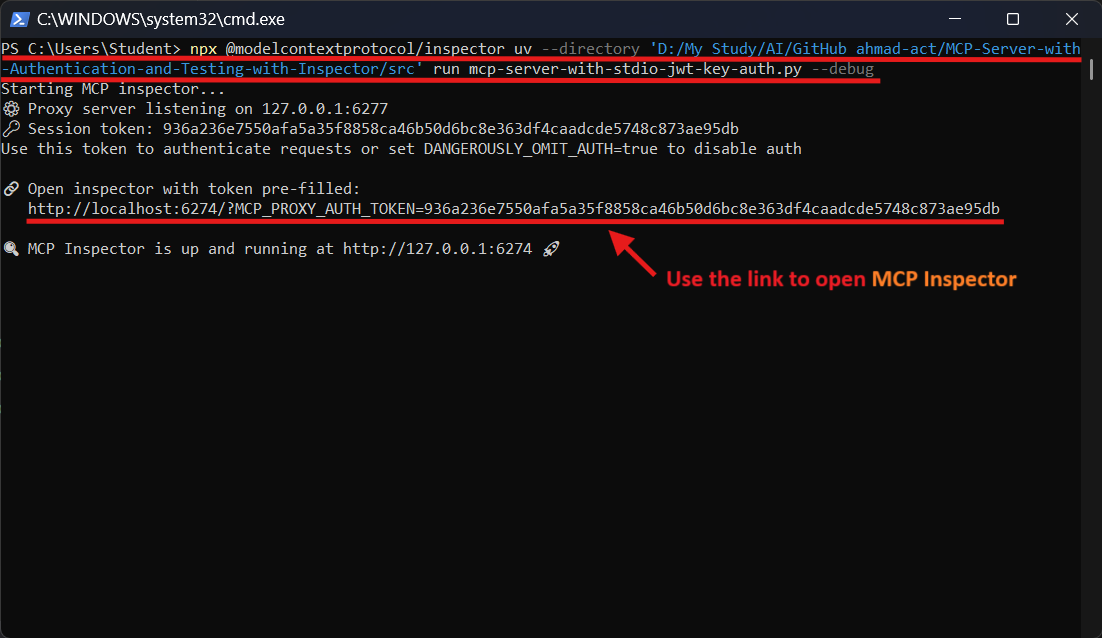 C:\WINDOWS\system32\cmd.exe
PS C:\Users\Student> npx @modelcontextprotocol/inspector uv --directory 'D:/My Study/AI/GitHub ahmad-act/MCP-Server-with
-Authentication-and-Testing-with-Inspector/src' run mcp-server-with-stdio-jwt-key-auth.py --debug
Starting MCP inspector...
⚙️ Proxy server listening on 127.0.0.1:6277
🔑 Session token: 936a236e7550afa5a35f8858ca46b50d6bc8e363df4caadcde5748c873ae95db
Use this token to authenticate requests or set DANGEROUSLY_OMIT_AUTH=true to disable auth
🔗 Open inspector with token pre-filled:
http://localhost:6274/?MCP_PROXY_AUTH_TOKEN=936a236e7550afa5a35f8858ca46b50d6bc8e363df4caadcde5748c873ae95db
🔍 MCP Inspector is up and running at http://127.0.0.1:6274 🚀
Use the link to open MCP Inspector